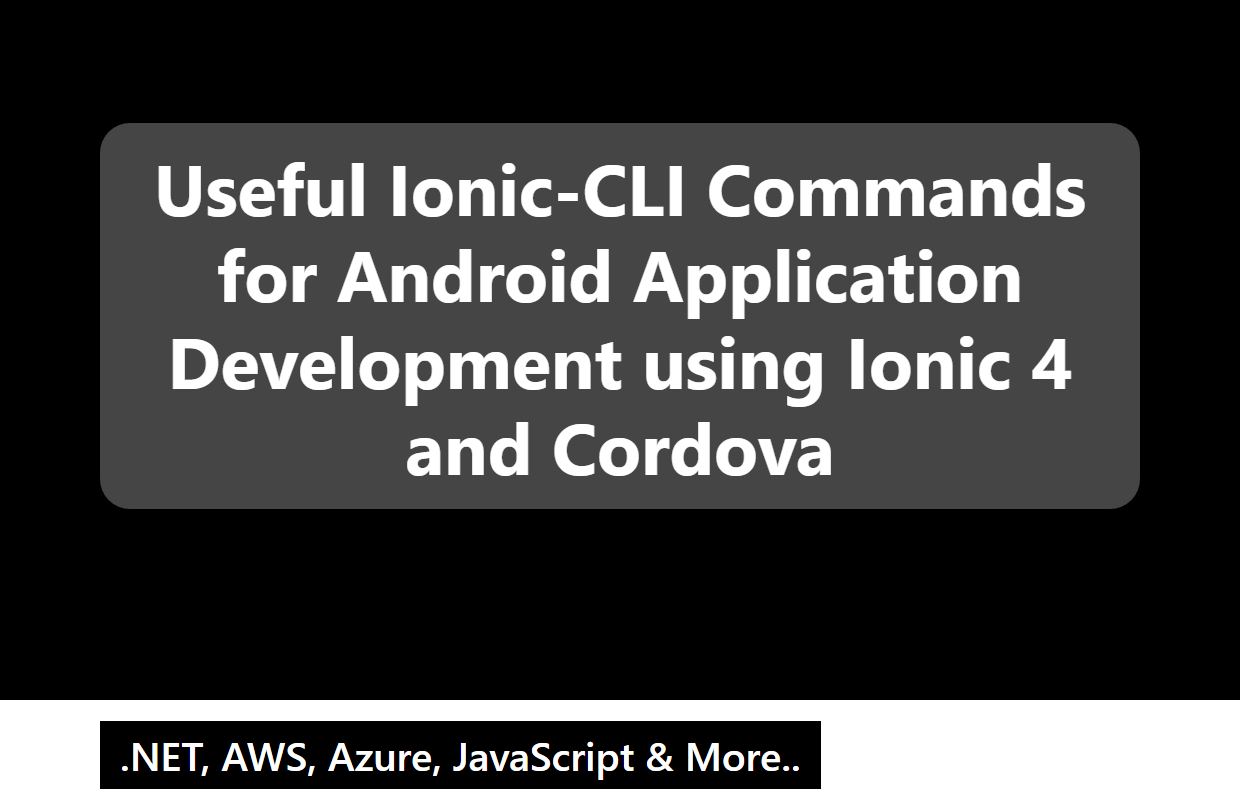 Useful Ionic-CLI Commands
for Android Application
Development using Ionic 4
and Cordova
.NET, AWS, Azure, JavaScript & More..